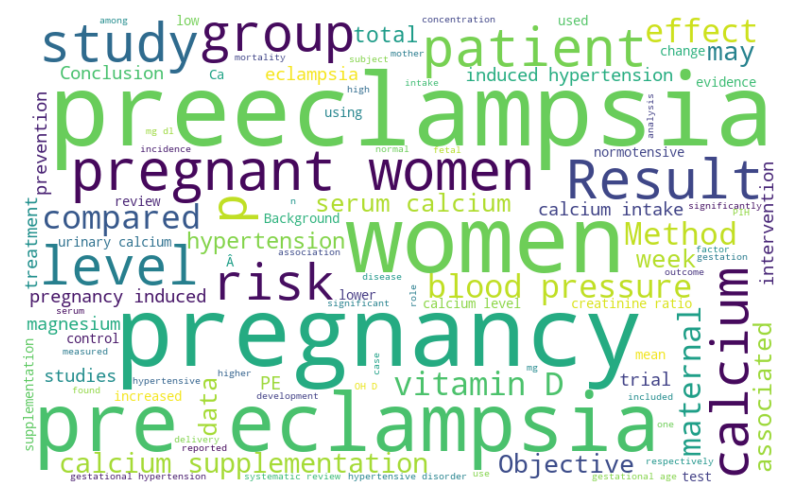 among
low
concentration
used
study
group
total
patient
effect
mortality
mother
subject
change
may
Conclusion
Ca
eclampsia
induced hypertension
evidence
high
intake
using
preeclampsia
prevention
mg dl
incidence
normal
fetal
analysis
pregnant women
normotensive
Result
review
n
compared
p
serum calcium
calcium intake
significantly
intervention
Background
PIH
urinary calcium
hypertension
women
Method
treatment
association
factor
level
Â
disease
week
gestation
risk
role
blood pressure
outcome
pregnancy induced
lower
significant
calcium level
creatinine ratio
serum
magnesium
pregnancy
control
measured
calcium
maternal
associated
case
mean
studies
hypertensive
higher
PE
OH D
vitamin D
mg
trial
supplementation
increased
data
development
included
found
pre eclampsia
one
delivery
reported
calcium supplementation
Objective
respectively
gestational hypertension
systematic review
hypertensive disorder
use
gestational age
test